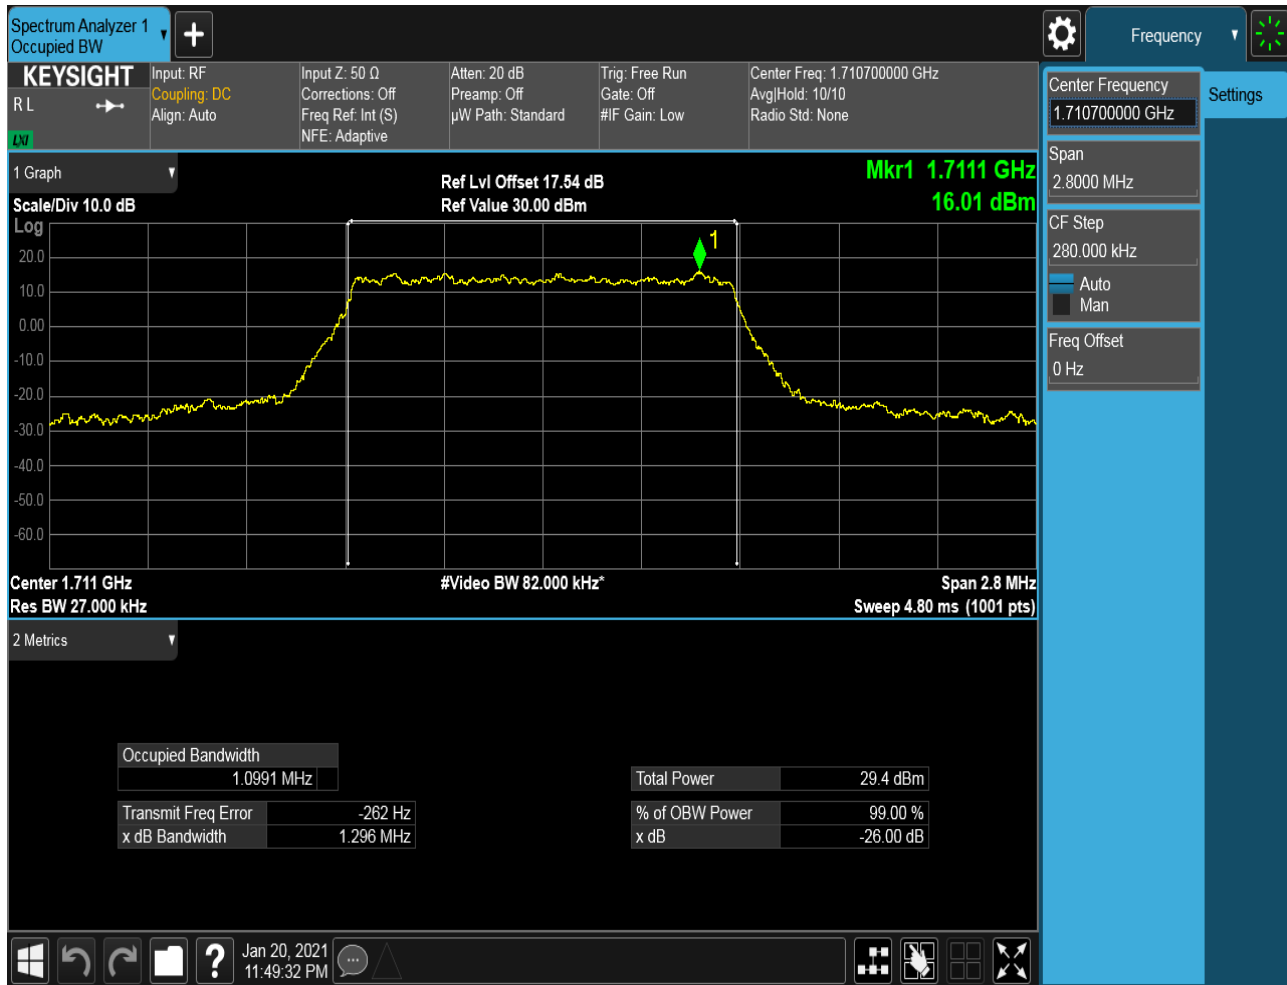 Spectrum Analyzer 1
Occupied BW
Frequency
KEYSIGHT
R L
LXI
Input: RF
Coupling: DC
Align: Auto
Input Z: 50 Ω
Corrections: Off
Freq Ref: Int (S)
NFE: Adaptive
Atten: 20 dB
Preamp: Off
µW Path: Standard
Trig: Free Run
Gate: Off
#IF Gain: Low
Center Freq: 1.710700000 GHz
Avg|Hold: 10/10
Radio Std: None
Center Frequency
1.710700000 GHz
Settings
Span
2.8000 MHz
CF Step
280.000 kHz
Auto
Man
Freq Offset
0 Hz
1 Graph
Scale/Div 10.0 dB
Ref Lvl Offset 17.54 dB
Ref Value 30.00 dBm
Mkr1 1.7111 GHz
16.01 dBm
Log
20.0
10.0
0.00
-10.0
-20.0
-30.0
-40.0
-50.0
-60.0
1
Center 1.711 GHz
#Video BW 82.000 kHz*
Span 2.8 MHz
Res BW 27.000 kHz
Sweep 4.80 ms (1001 pts)
2 Metrics
Occupied Bandwidth
1.0991 MHz
Total Power 29.4 dBm
Transmit Freq Error -262 Hz
% of OBW Power 99.00 %
x dB Bandwidth 1.296 MHz
x dB -26.00 dB
?
Jan 20, 2021
11:49:32 PM